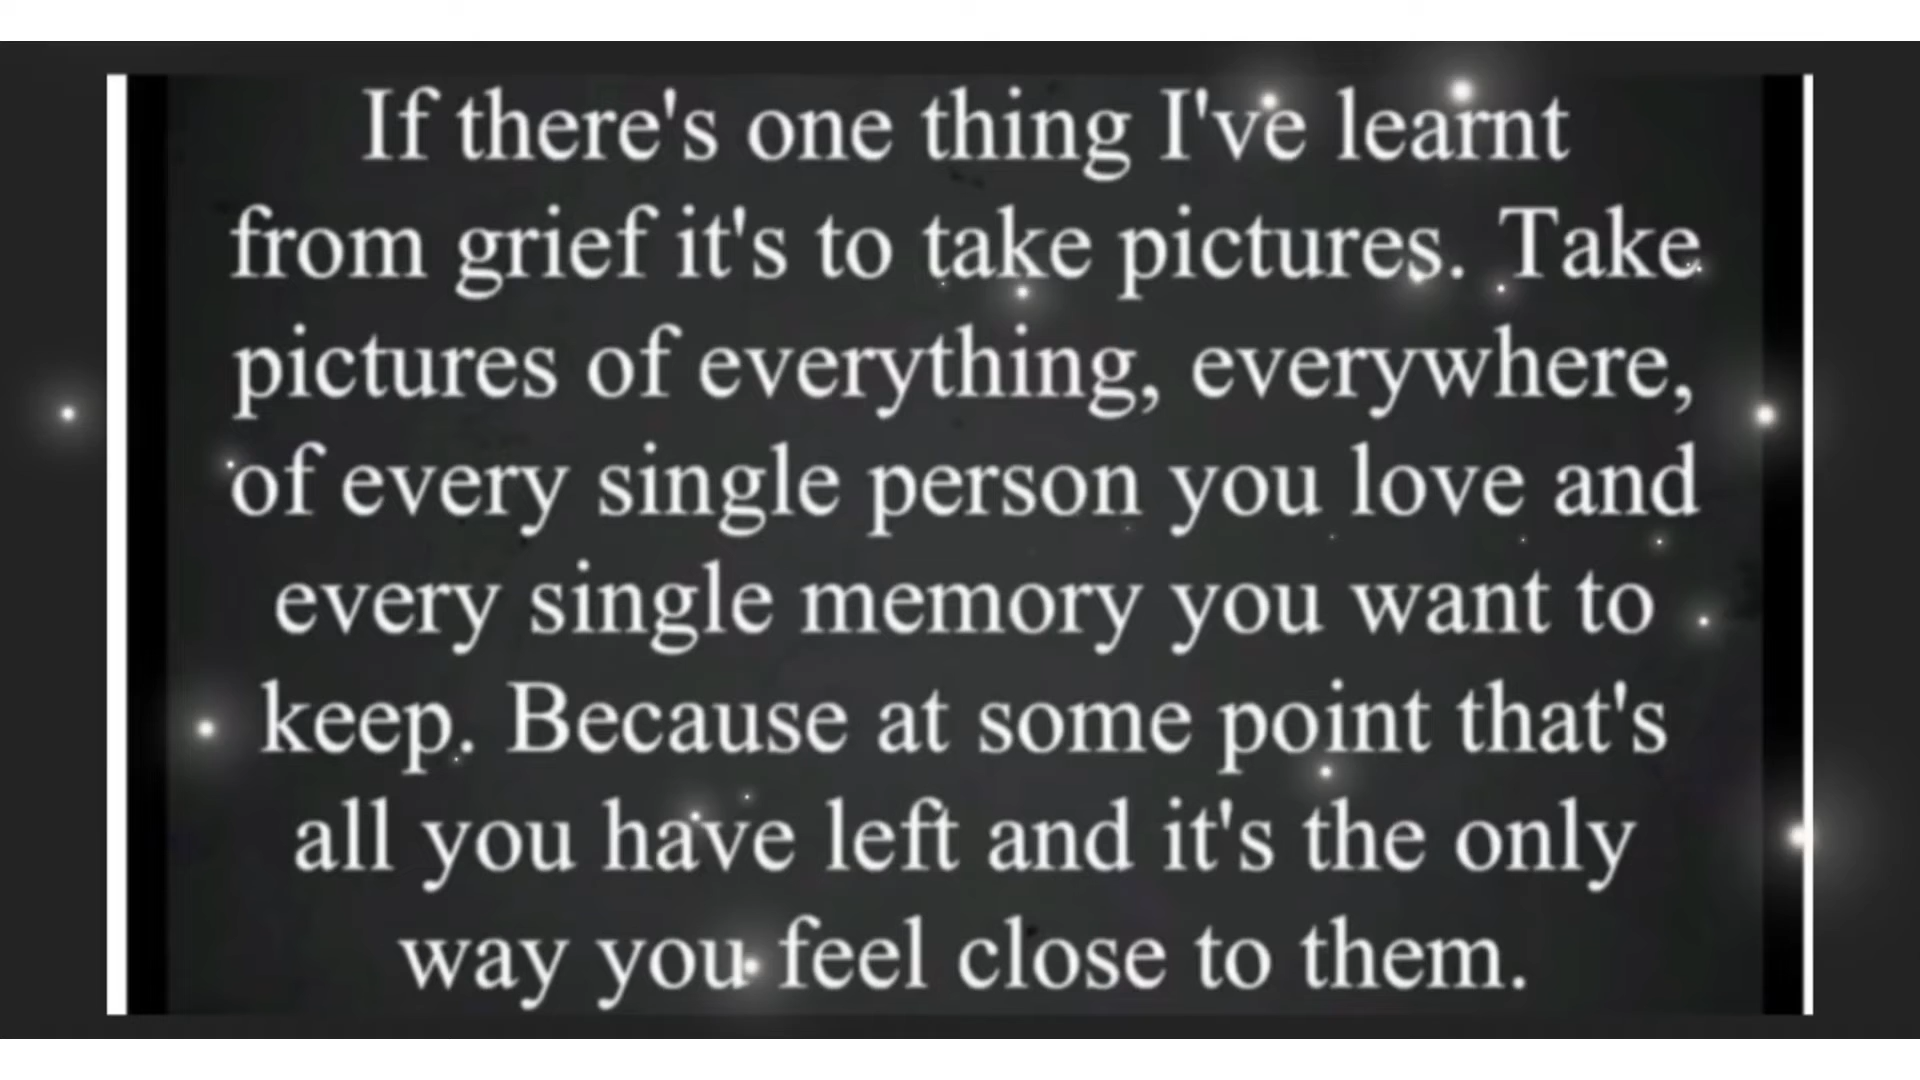 If there's one thing I've learnt
from grief it's to take pictures. Take
pictures of everything, everywhere,
of every single person you love and
every single memory you want to
keep. Because at some point that's
all you have left and it's the only
way you feel close to them.